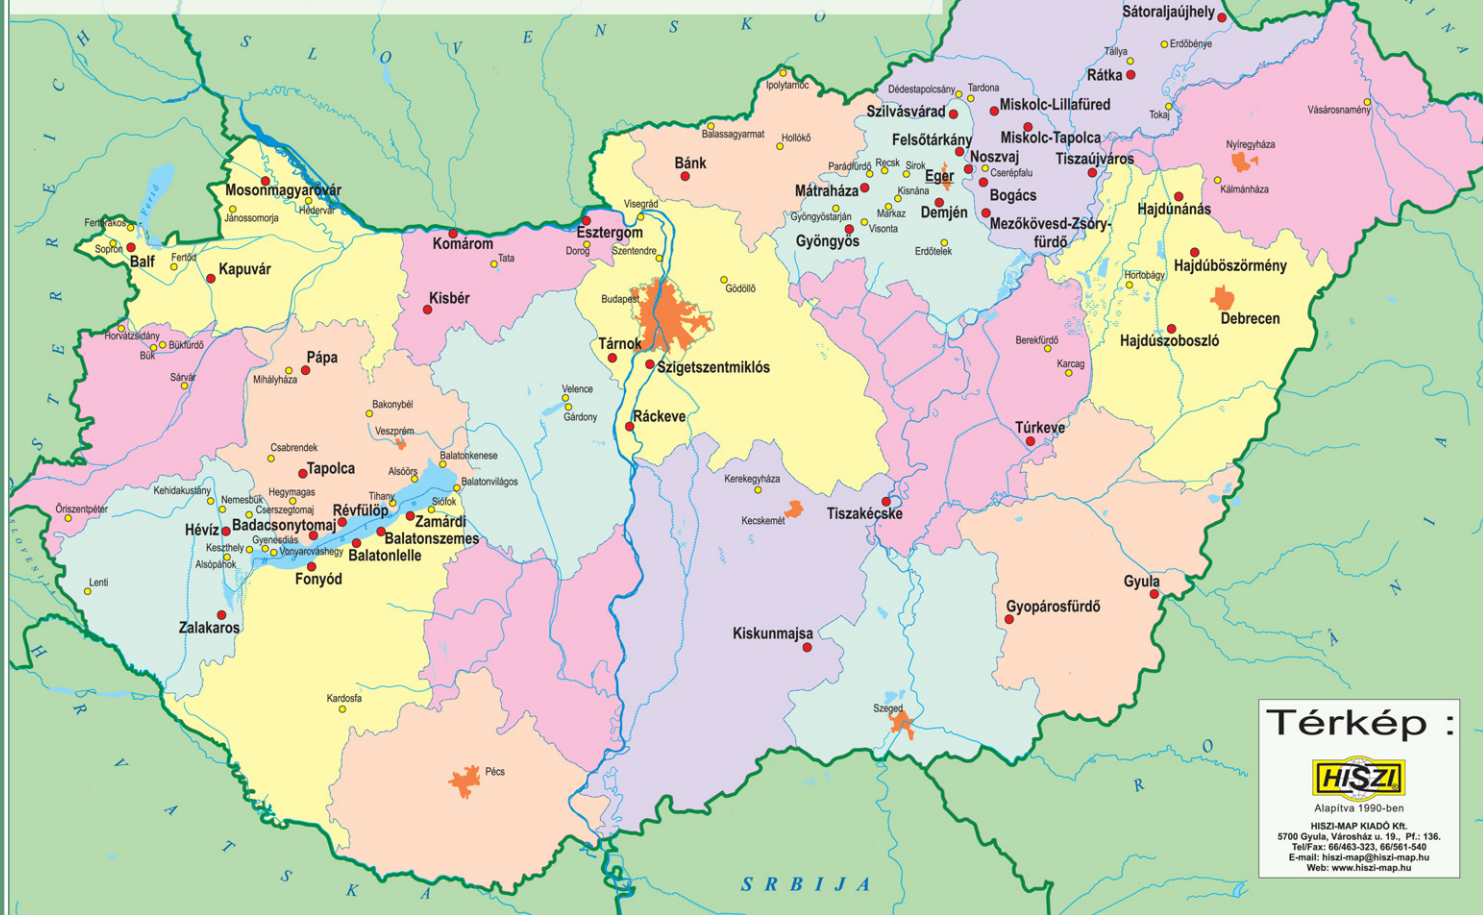 S L O V E N S K O
Ö S T E R R E I C H
SLOVENIJA
H R V A T S K A
SRBIJA
R O M Â N I A
Sátoraljaújhely
Erdőbénye
Tállya
Rátka
Tokaj
Vásárosnamény
Nyíregyháza
Kálmánháza
Ipolytarnóc
Balassagyarmat
Hollókő
Bánk
Dédestapolcsány
Tardona
Szilvásvárad
Miskolc-Lillafüred
Miskolc-Tapolca
Felsőtárkány
Noszvaj
Cserépfalu
Tiszaújváros
Parádfürdő
Recsk
Sirok
Eger
Bogács
Mátraháza
Kisnána
Markaz
Demjén
Gyöngyöstarján
Visonta
Gyöngyös
Mezőkövesd-Zsóry-
fürdő
Erdőtelek
Hajdúnánás
Hajdúböszörmény
Hortobágy
Debrecen
Hajdúszoboszló
Berekfürdő
Karcag
Túrkeve
Mosonmagyaróvár
Hédervár
Jánossomorja
Fertő
Fertőrákos
Sopron
Balf
Fertőd
Kapuvár
Komárom
Tata
Kisbér
Esztergom
Dorog
Visegrád
Szentendre
Gödöllő
Budapest
Tárnok
Szigetszentmiklós
Ráckeve
Velence
Gárdony
Horvátzsidány
Bük
Bükfürdő
Sárvár
Pápa
Mihályháza
Bakonybél
Veszprém
Csabrendek
Tapolca
Alsóörs
Balatonkenese
Balatonvilágos
Kehidakustány
Nemesbük
Hegymagas
Cserszegtomaj
Tihany
Siófok
Révfülöp
Zamárdi
Őriszentpéter
Hévíz
Badacsonytomaj
Balatonszemes
Keszthely
Gyenesdiás
Vonyarcvashegy
Balatonlelle
Alsópáhok
Fonyód
Lenti
Zalakaros
Kardosfa
Pécs
Kerekegyháza
Kecskemét
Tiszakécske
Kiskunmajsa
Szeged
Gyopárosfürdő
Gyula
Térkép :
HISZI
Alapítva 1990-ben
HISZI-MAP KIADÓ Kft.
5700 Gyula, Városház u. 19., Pf.: 136.
Tel/Fax: 66/463-323, 66/561-540
E-mail: hiszi-map@hiszi-map.hu
Web: www.hiszi-map.hu